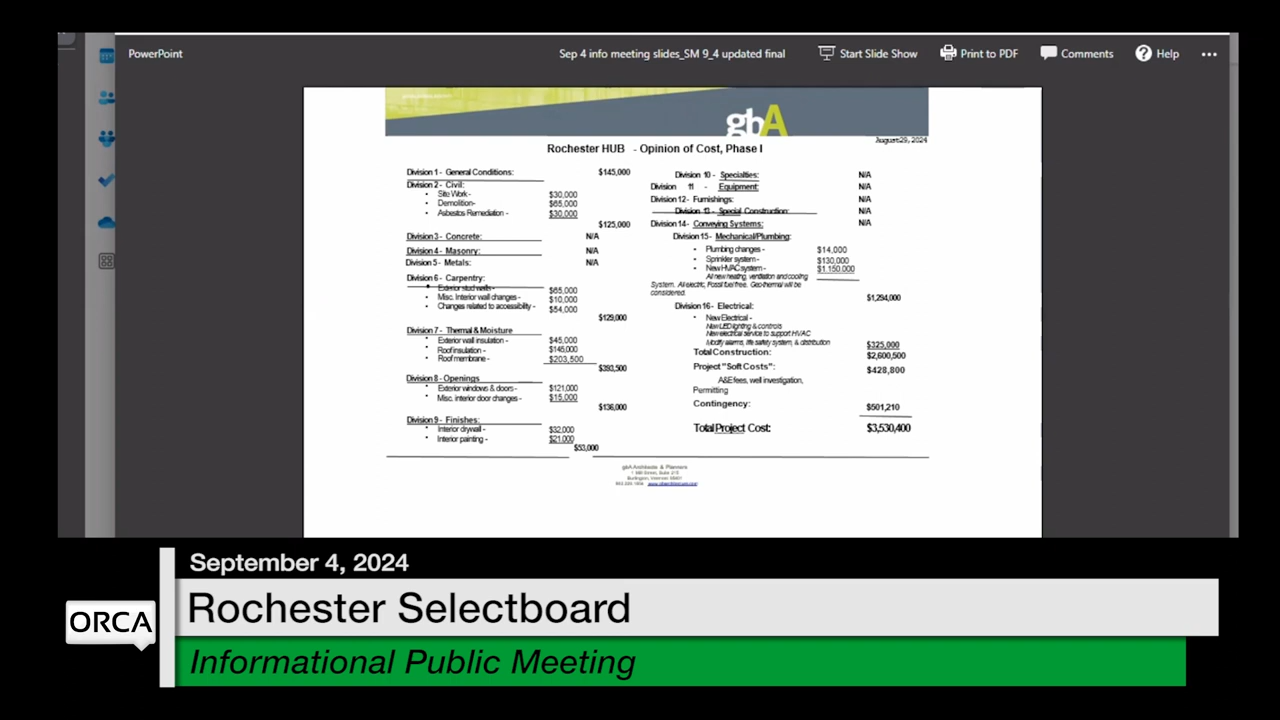 PowerPoint
Sep 4 info meeting slides_SM 9_4 updated final
Start Slide Show
Print to PDF
Comments
Help
gbA
August 29, 2024
Rochester HUB - Opinion of Cost, Phase I
Division 1 - General Conditions: $145,000
Division 2 - Civil:
Site Work - $30,000
Demolition- $65,000
Asbestos Remediation - $30,000
$125,000
Division 3 - Concrete: N/A
Division 4 - Masonry: N/A
Division 5 - Metals: N/A
Division 6 - Carpentry:
Exterior stud walls - $65,000
Misc. Interior wall changes - $10,000
Changes related to accessibility - $54,000
$129,000
Division 7 - Thermal & Moisture
Exterior wall insulation - $45,000
Roof insulation - $145,000
Roof membrane - $203,500
$393,500
Division 8 - Openings
Exterior windows & doors - $121,000
Misc. interior door changes - $15,000
$136,000
Division 9 - Finishes:
Interior drywall - $32,000
Interior painting - $21,000
$53,000
Division 10 - Specialties: N/A
Division 11 - Equipment: N/A
Division 12 - Furnishings: N/A
Division 13 - Special Construction: N/A
Division 14 - Conveying Systems: N/A
Division 15 - Mechanical/Plumbing:
Plumbing changes - $14,000
Sprinkler system - $130,000
New HVAC system - $1,150,000
All new heating, ventilation and cooling
System. All electric, Fossil fuel free. Geo-thermal will be
considered.
$1,294,000
Division 16 - Electrical:
New Electrical -
New LED lighting & controls
New electrical service to support HVAC
Modify alarms, life safety system, & distribution $325,000
Total Construction: $2,600,500
Project "Soft Costs": $428,800
A&E fees, well investigation,
Permitting
Contingency: $501,210
Total Project Cost: $3,530,400
gbA Architects & Planners
September 4, 2024
ORCA
Rochester Selectboard
Informational Public Meeting